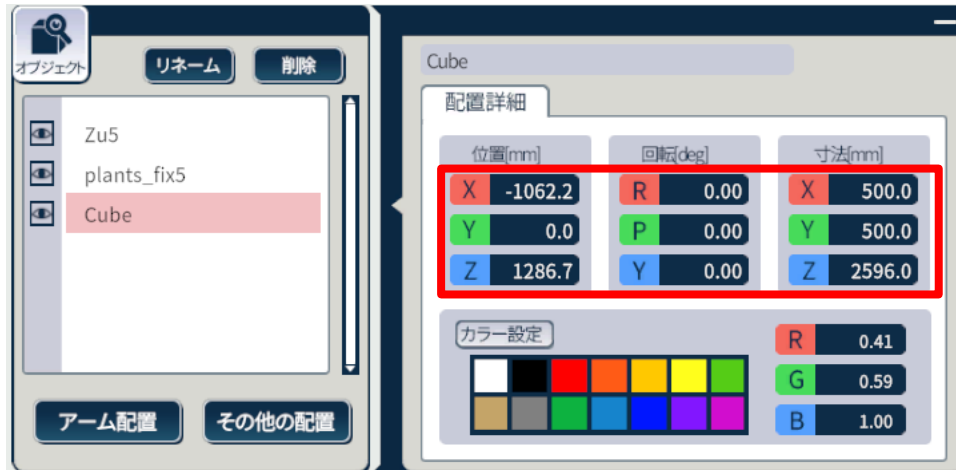 オブジェクト
リネーム
削除
Zu5
plants_fix5
Cube
アーム配置
その他の配置
Cube
配置詳細
位置[mm] 回転[deg] 寸法[mm]
X -1062.2 R 0.00 X 500.0
Y 0.0 P 0.00 Y 500.0
Z 1286.7 Y 0.00 Z 2596.0
カラー設定
R 0.41
G 0.59
B 1.00